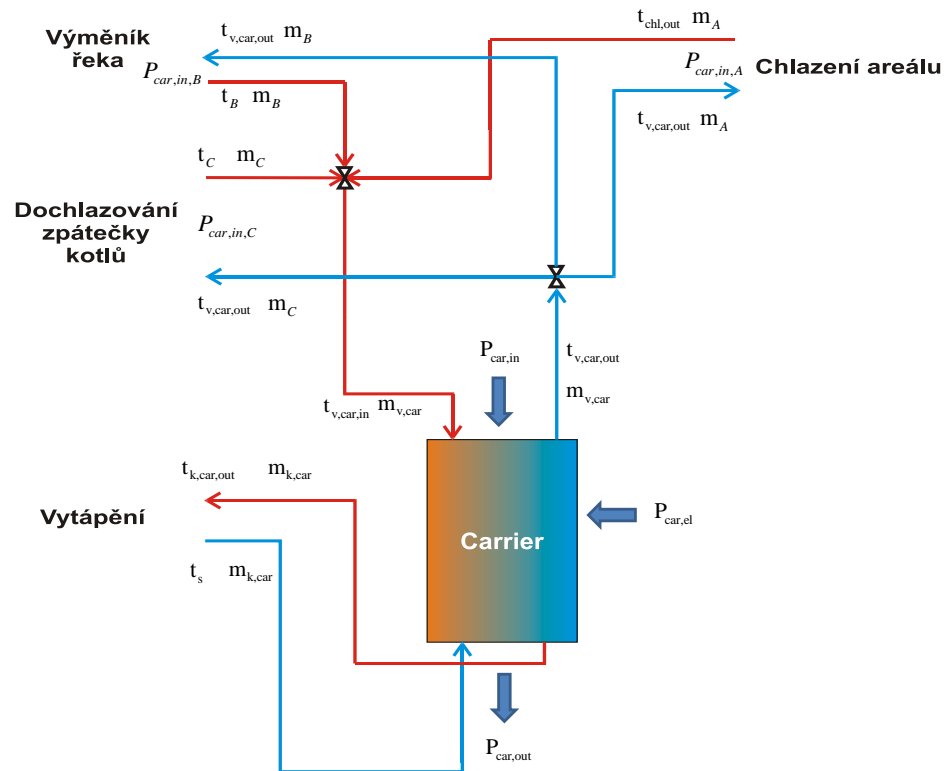 t_chl,out m_A
t_v,car,out m_B
Výměník
řeka
P_car,in,B
P_car,in,A
Chlazení areálu
t_B m_B
t_v,car,out m_A
t_C m_C
Dochlazování
zpátečky
kotlů
P_car,in,C
t_v,car,out m_C
P_car,in
t_v,car,out
m_v,car
t_v,car,in m_v,car
t_k,car,out m_k,car
Vytápění
Carrier
P_car,el
t_s m_k,car
P_car,out